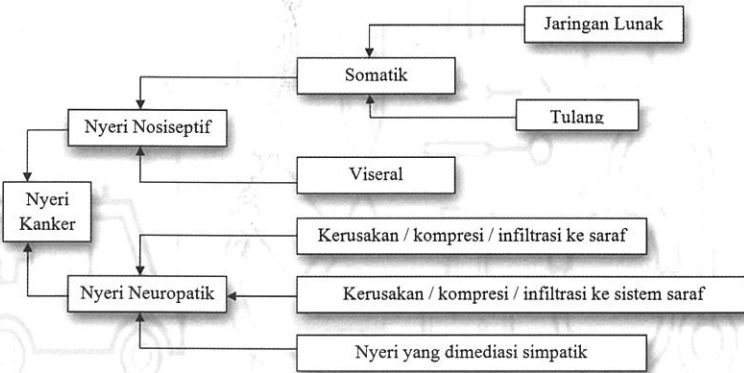 Jaringan Lunak
Somatik
Tulang
Nyeri Nosiseptif
Viseral
Nyeri
Kanker
Kerusakan / kompresi / infiltrasi ke saraf
Nyeri Neuropatik
Kerusakan / kompresi / infiltrasi ke sistem saraf
Nyeri yang dimediasi simpatik